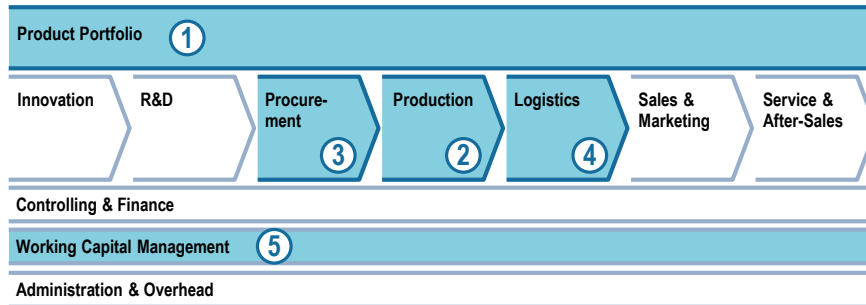 Product Portfolio 1
Innovation
R&D
Procure-
ment
3
Production
2
Logistics
4
Sales &
Marketing
Service &
After-Sales
Controlling & Finance
Working Capital Management 5
Administration & Overhead